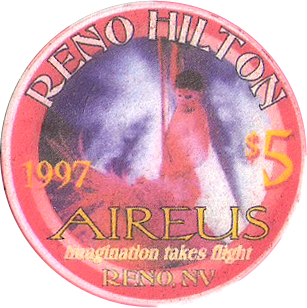 RENO HILTON
1997
$5
AIREUS
Imagination takes flight
RENO, NV